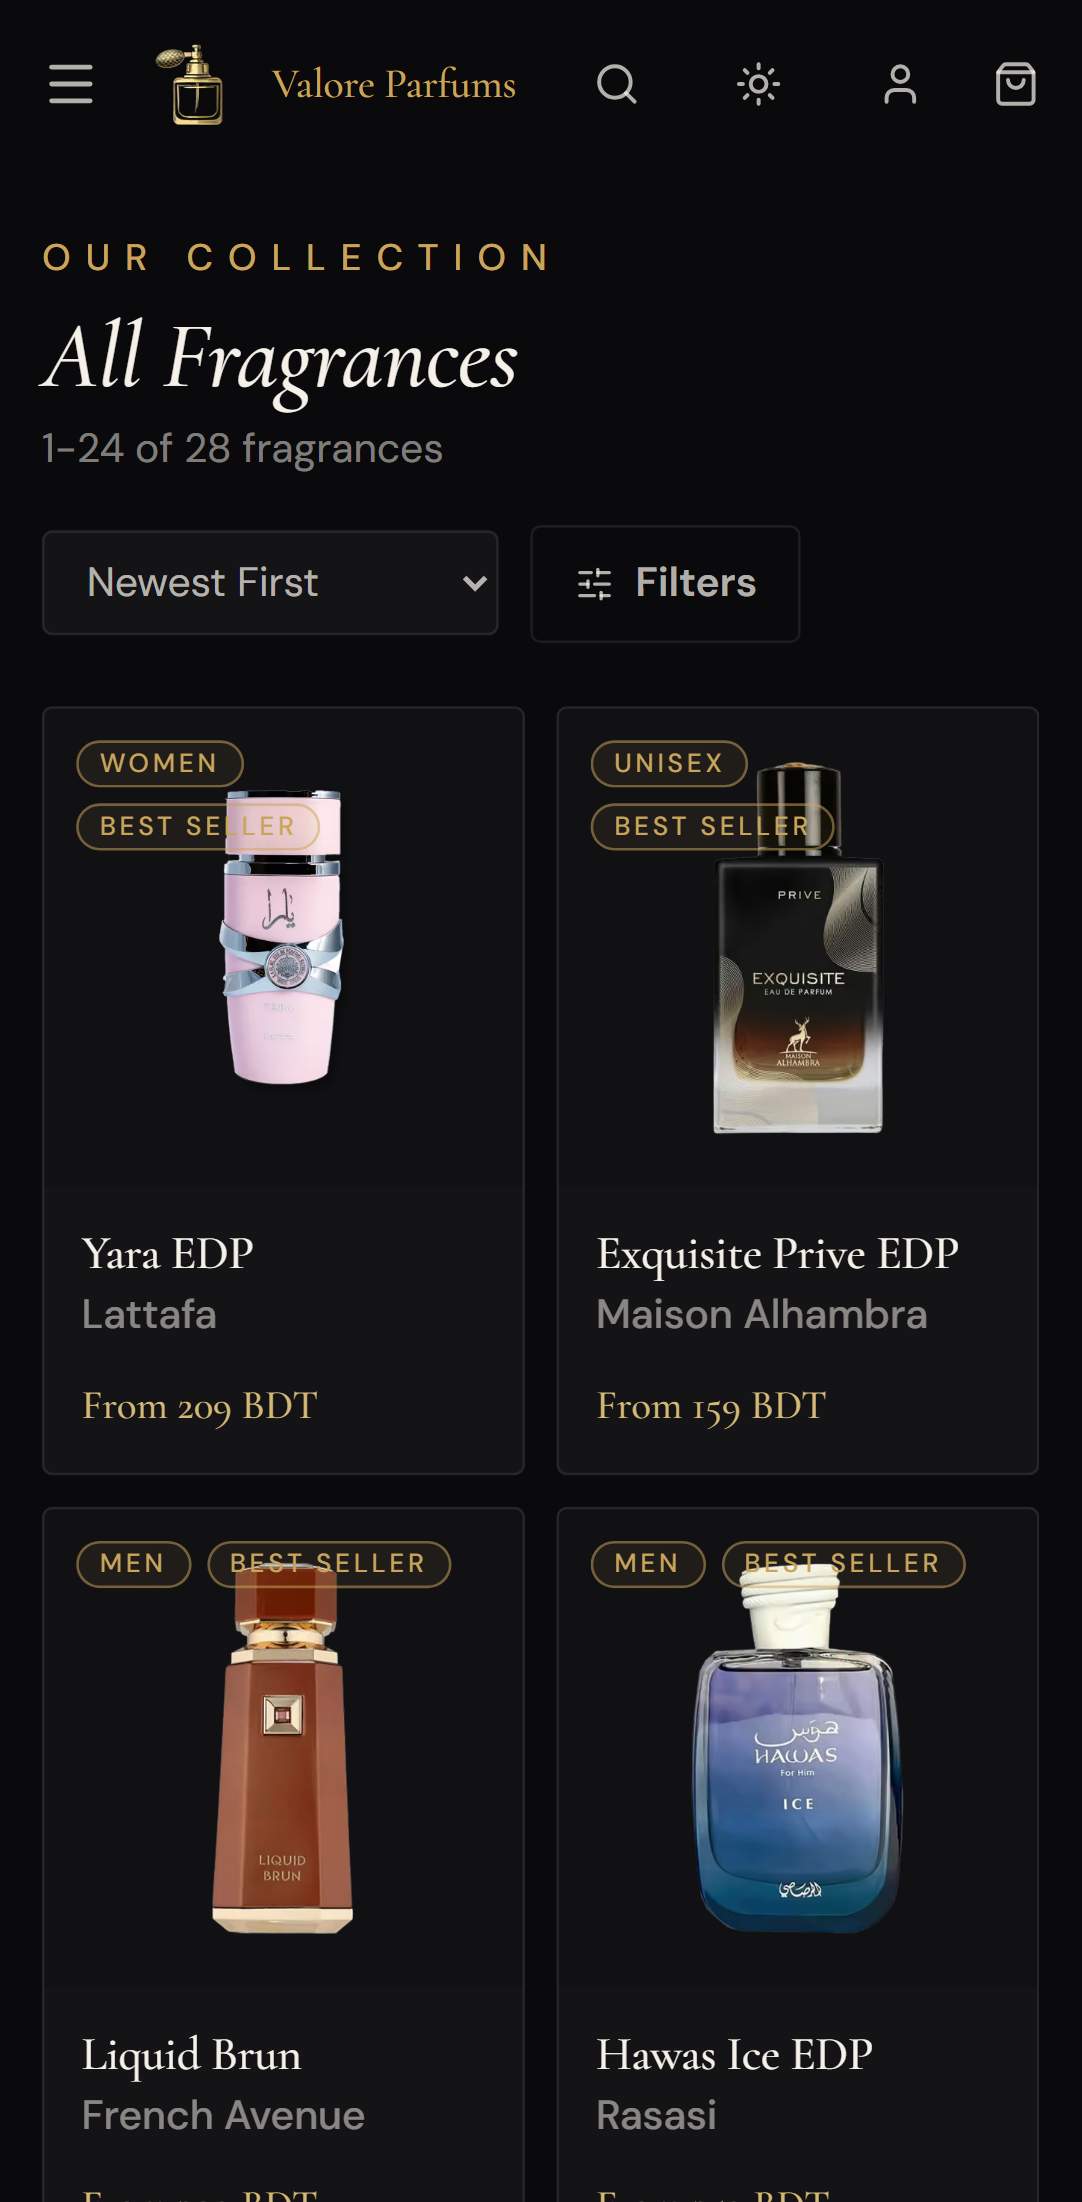 Valore Parfums
OUR COLLECTION
All Fragrances
1–24 of 28 fragrances
Newest First
Filters
WOMEN
BEST SELLER
يارا
UNISEX
BEST SELLER
PRIVE
EXQUISITE
EAU DE PARFUM
MAISON
ALHAMBRA
Yara EDP
Lattafa
From 209 BDT
Exquisite Prive EDP
Maison Alhambra
From 159 BDT
MEN
BEST SELLER
LIQUID
BRUN
MEN
BEST SELLER
هوس
HAWAS
For Him
ICE
الرصاصي
Liquid Brun
French Avenue
Hawas Ice EDP
Rasasi